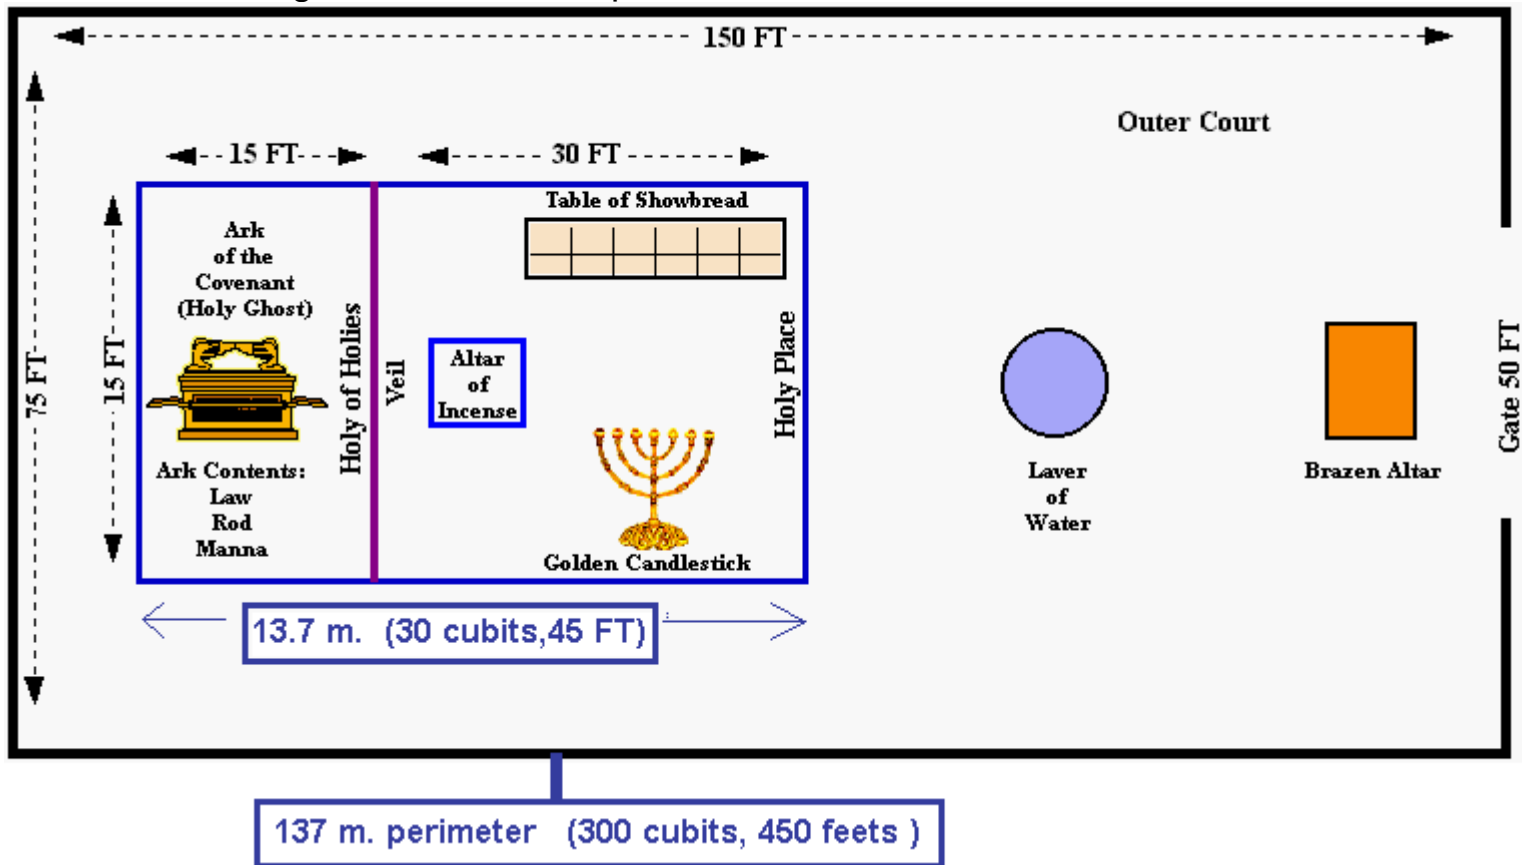 150 FT
Outer Court
15 FT
30 FT
75 FT
15 FT
Ark
of the
Covenant
(Holy Ghost)
Ark Contents:
Law
Rod
Manna
Holy of Holies
Veil
Altar
of
Incense
Table of Showbread
Golden Candlestick
Holy Place
Laver
of
Water
Brazen Altar
Gate 50 FT
13.7 m. (30 cubits,45 FT)
137 m. perimeter (300 cubits, 450 feets )